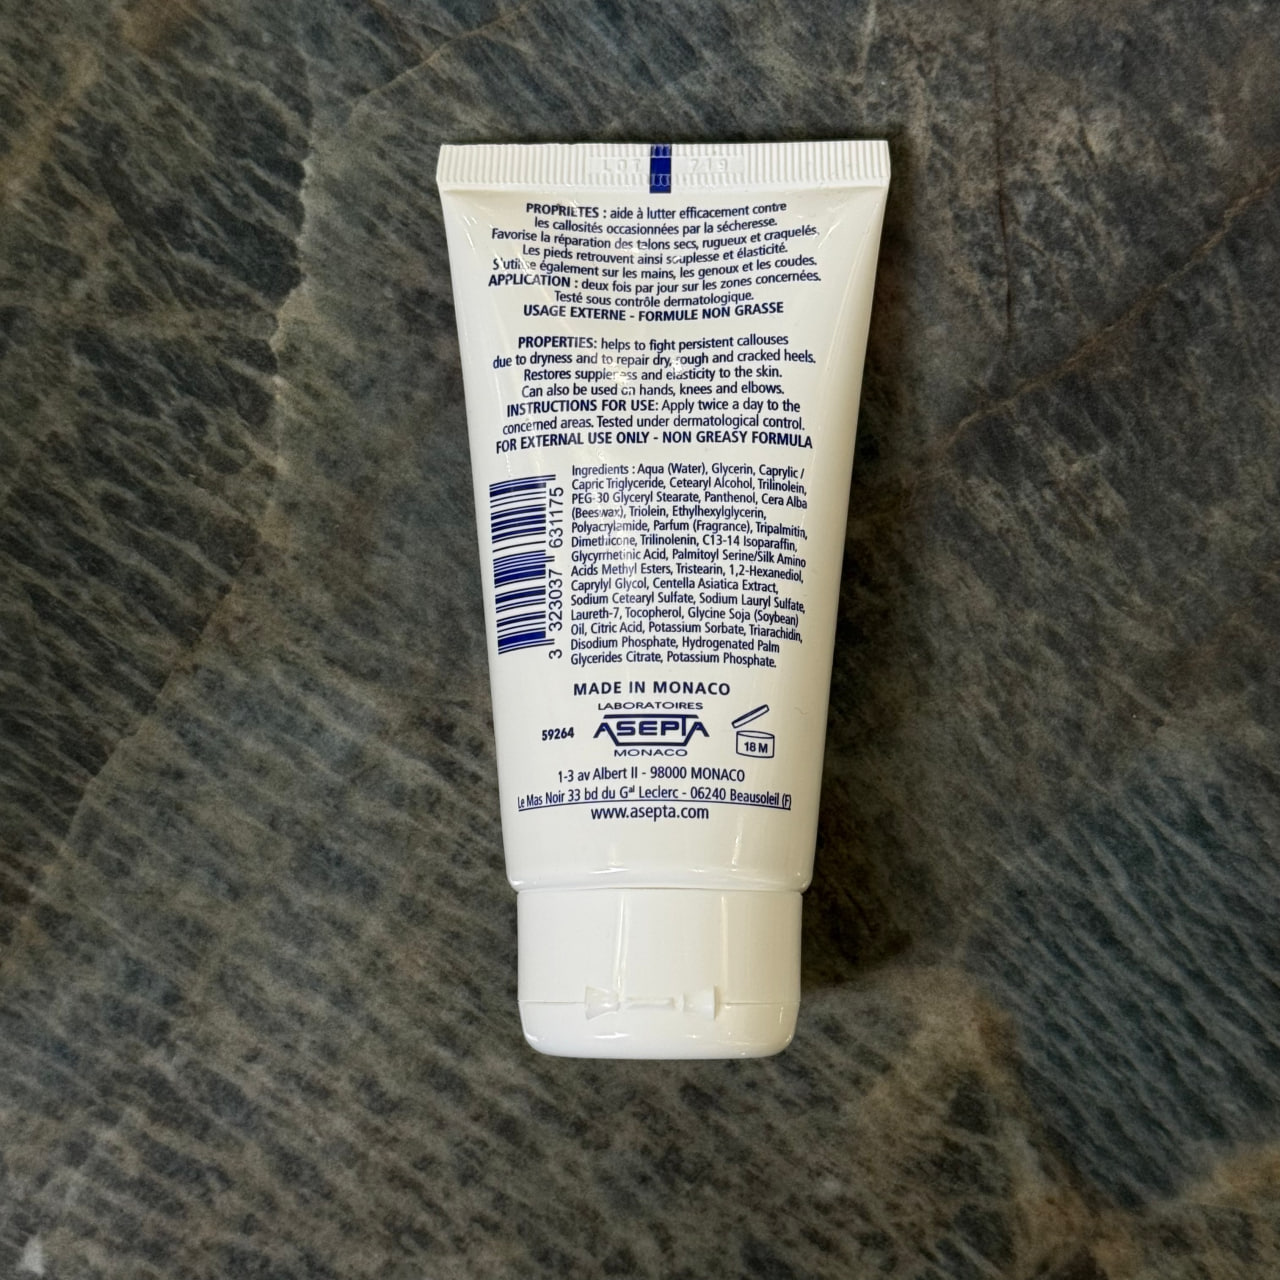 LOT 719
PROPRIETES : aide à lutter efficacement contre
les callosités occasionnées par la sécheresse.
Favorise la réparation des talons secs, rugueux et craquelés.
Les pieds retrouvent ainsi souplesse et élasticité.
S'utilise également sur les mains, les genoux et les coudes.
APPLICATION : deux fois par jour sur les zones concernées.
Testé sous contrôle dermatologique.
USAGE EXTERNE - FORMULE NON GRASSE
PROPERTIES: helps to fight persistent callouses
due to dryness and to repair dry, rough and cracked heels.
Restores suppleness and elasticity to the skin.
Can also be used on hands, knees and elbows.
INSTRUCTIONS FOR USE: Apply twice a day to the
concerned areas. Tested under dermatological control.
FOR EXTERNAL USE ONLY - NON GREASY FORMULA
Ingredients : Aqua (Water), Glycerin, Caprylic /
Capric Triglyceride, Cetearyl Alcohol, Trilinolein,
PEG-30 Glyceryl Stearate, Panthenol, Cera Alba
(Beeswax), Triolein, Ethylhexylglycerin,
Polyacrylamide, Parfum (Fragrance), Tripalmitin,
Dimethicone, Trilinolenin, C13-14 Isoparaffin,
Glycyrrhetinic Acid, Palmitoyl Serine/Silk Amino
Acids Methyl Esters, Tristearin, 1,2-Hexanediol,
Caprylyl Glycol, Centella Asiatica Extract,
Sodium Cetearyl Sulfate, Sodium Lauryl Sulfate,
Laureth-7, Tocopherol, Glycine Soja (Soybean)
Oil, Citric Acid, Potassium Sorbate, Triarachidin,
Disodium Phosphate, Hydrogenated Palm
Glycerides Citrate, Potassium Phosphate.
3 323037 631175
MADE IN MONACO
LABORATOIRES
ASEPTA
MONACO
59264
18 M
1-3 av Albert II - 98000 MONACO
Le Mas Noir 33 bd du Gal Leclerc - 06240 Beausoleil (F)
www.asepta.com